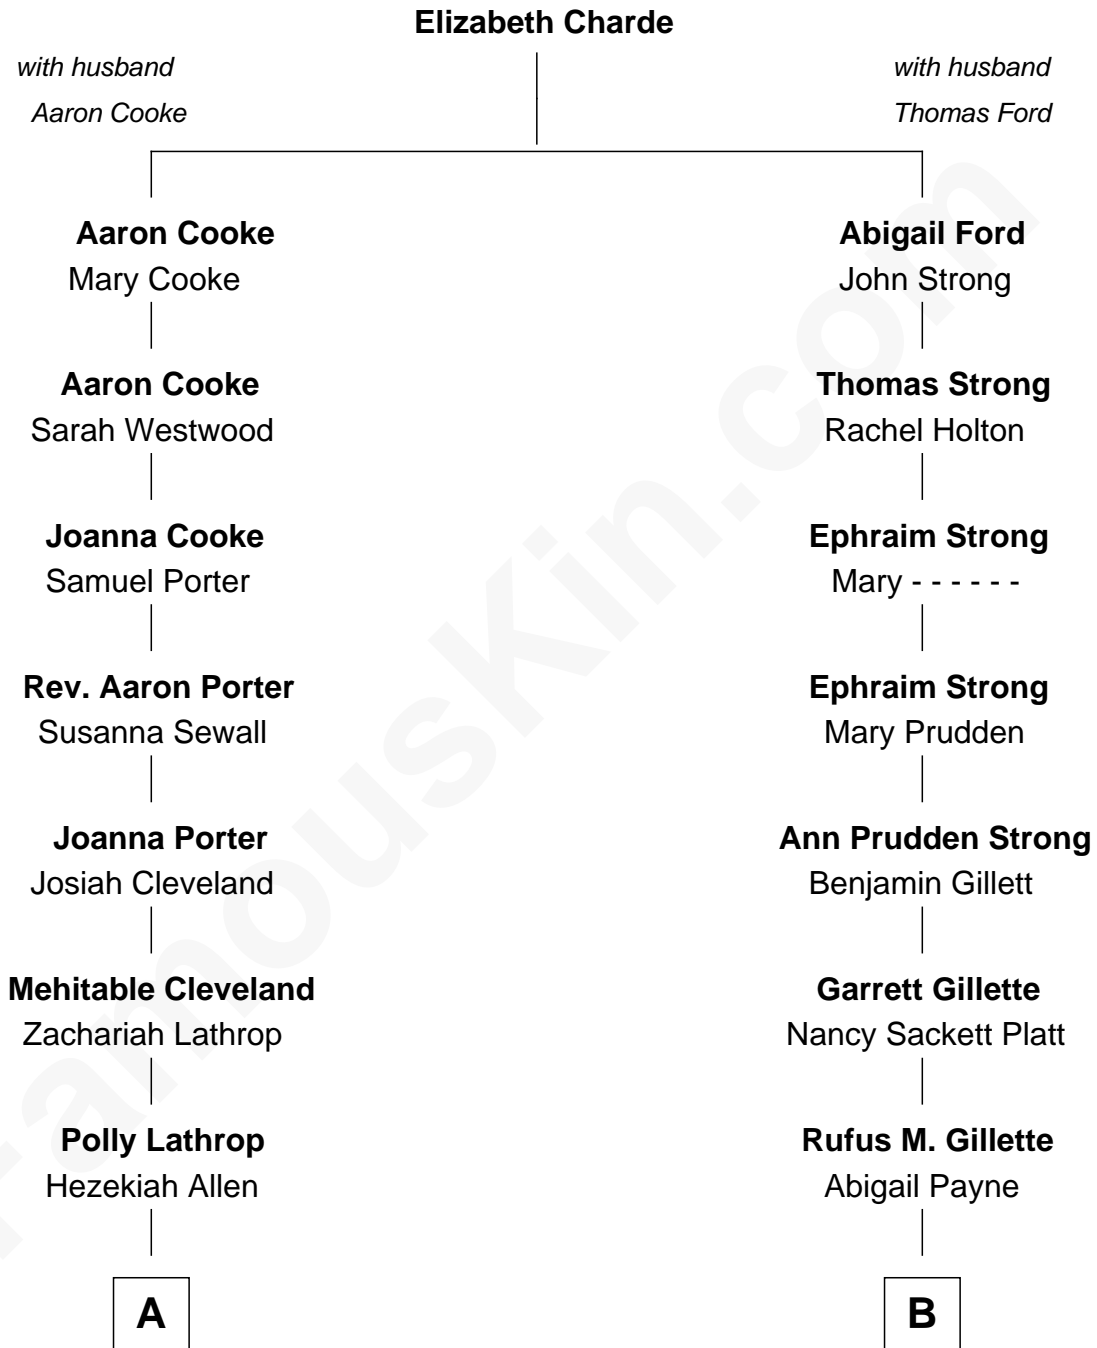 Elizabeth Charde
with husband
Aaron Cooke
with husband
Thomas Ford
Aaron Cooke
Mary Cooke
Abigail Ford
John Strong
Aaron Cooke
Sarah Westwood
Thomas Strong
Rachel Holton
Joanna Cooke
Samuel Porter
Ephraim Strong
Mary - - - - - -
Rev. Aaron Porter
Susanna Sewall
Ephraim Strong
Mary Prudden
Joanna Porter
Josiah Cleveland
Ann Prudden Strong
Benjamin Gillett
Mehitable Cleveland
Zachariah Lathrop
Garrett Gillette
Nancy Sackett Platt
Polly Lathrop
Hezekiah Allen
Rufus M. Gillette
Abigail Payne
A
B
FamousKin.com